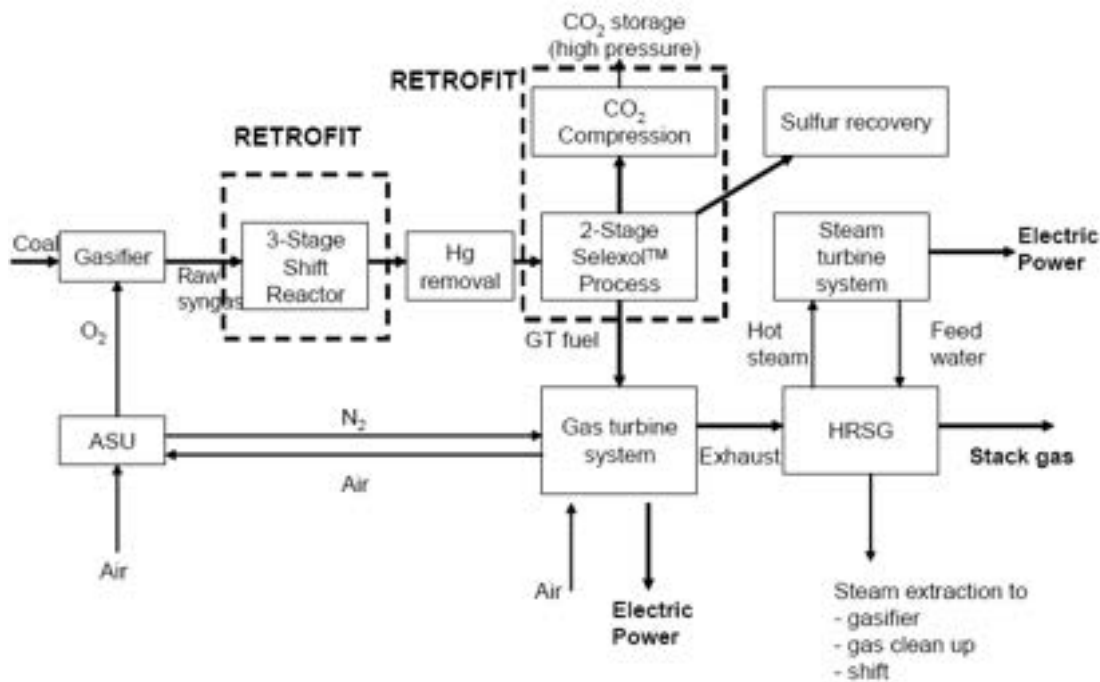 CO₂ storage
(high pressure)
RETROFIT
CO₂
Compression
Sulfur recovery
RETROFIT
Coal
Gasifier
Raw
syngas
3-Stage
Shift
Reactor
Hg
removal
2-Stage
Selexol™
Process
Steam
turbine
system
Electric
Power
O₂
GT fuel
Hot
steam
Feed
water
ASU
N₂
Air
Gas turbine
system
Exhaust
HRSG
Stack gas
Air
Air
Electric
Power
Steam extraction to
- gasifier
- gas clean up
- shift